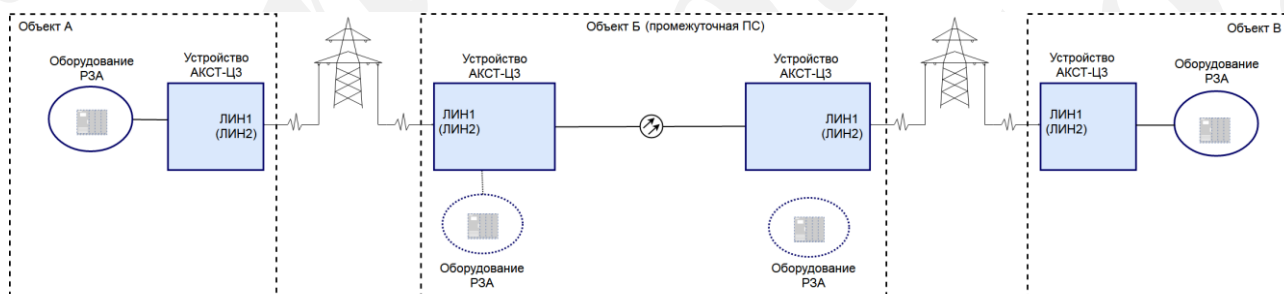 Объект А
Объект Б (промежуточная ПС)
Объект В
Оборудование
РЗА
Устройство
АКСТ-ЦЗ
ЛИН1
(ЛИН2)
Устройство
АКСТ-ЦЗ
ЛИН1
(ЛИН2)
Оборудование
РЗА
Устройство
АКСТ-ЦЗ
ЛИН1
(ЛИН2)
Оборудование
РЗА
Устройство
АКСТ-ЦЗ
ЛИН1
(ЛИН2)
Оборудование
РЗА